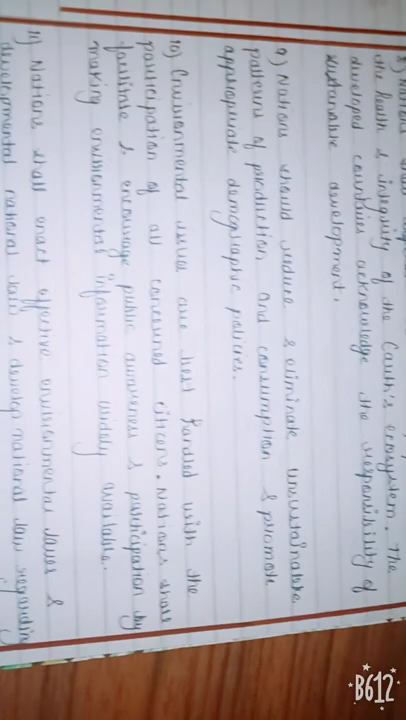 8) Nations shall
the health & integrity of the Earth's ecosystem. The
developed countries acknowledge the responsibility of
sustainable development.
9) Nations should reduce & eliminate unsustainable
patterns of production and consumption & promote
appropriate demographic policies.
10) Environmental issues are best handled with the
participation of all concerned citizens. Nations shall
facilitate & encourage public awareness & participation by
making environmental information widely available.
11) Nations shall enact effective environmental laws &
developmental national laws & develop national law regarding
B612